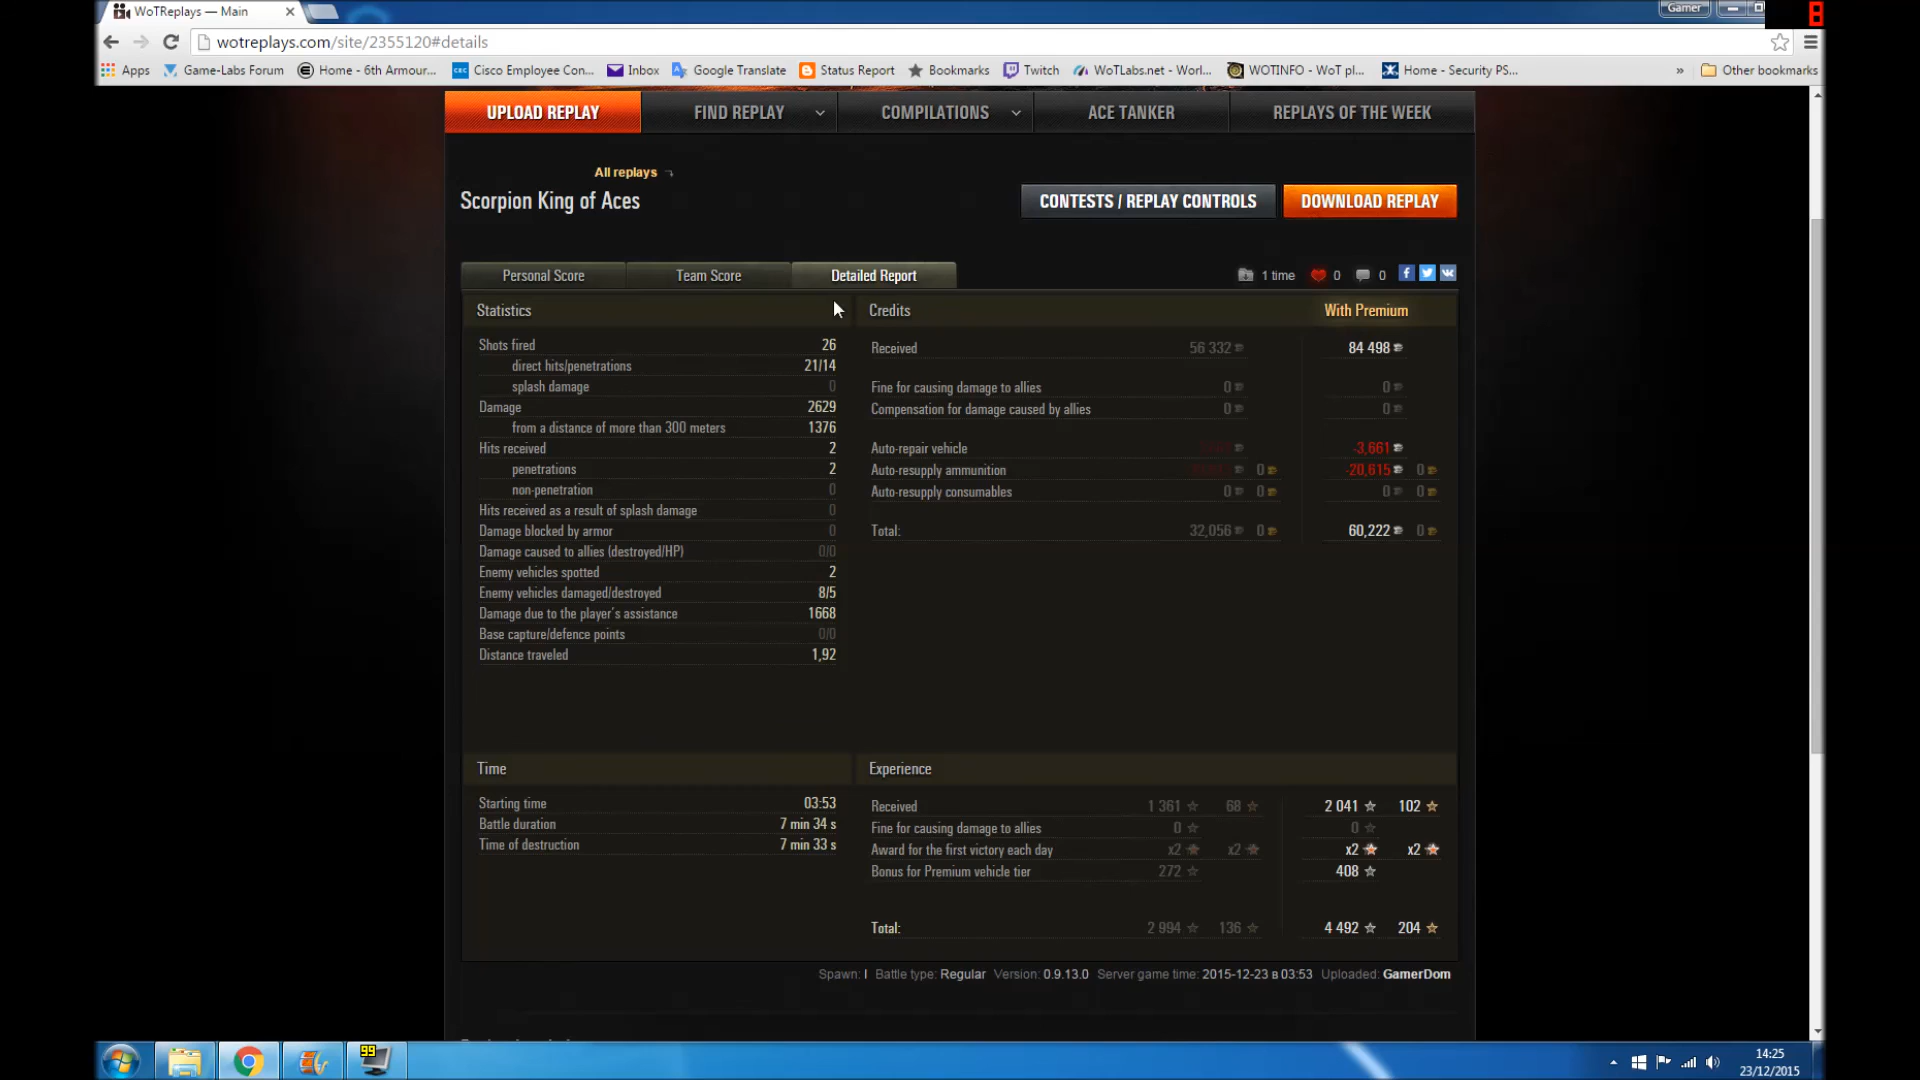 WoTReplays — Main
Gamer
8
wotreplays.com/site/2355120#details
Apps Game-Labs Forum Home - 6th Armour... Cisco Employee Con... Inbox Google Translate Status Report Bookmarks Twitch WoTLabs.net - Worl... WOTINFO - WoT pl... Home - Security PS... » Other bookmarks
UPLOAD REPLAY FIND REPLAY COMPILATIONS ACE TANKER REPLAYS OF THE WEEK
All replays
Scorpion King of Aces
CONTESTS / REPLAY CONTROLS DOWNLOAD REPLAY
Personal Score Team Score Detailed Report 1 time 0 0
Statistics Credits With Premium
Shots fired 26
direct hits/penetrations 21/14
splash damage 0
Damage 2629
from a distance of more than 300 meters 1376
Hits received 2
penetrations 2
non-penetration 0
Hits received as a result of splash damage 0
Damage blocked by armor 0
Damage caused to allies (destroyed/HP) 0/0
Enemy vehicles spotted 2
Enemy vehicles damaged/destroyed 8/5
Damage due to the player's assistance 1668
Base capture/defence points 0/0
Distance traveled 1,92
Received 56 332 84 498
Fine for causing damage to allies 0 0
Compensation for damage caused by allies 0 0
Auto-repair vehicle -3,661
Auto-resupply ammunition 0 -20,615 0
Auto-resupply consumables 0 0 0 0
Total: 32,056 0 60,222 0
Time
Starting time 03:53
Battle duration 7 min 34 s
Time of destruction 7 min 33 s
Experience
Received 1 361 68 2 041 102
Fine for causing damage to allies 0 0
Award for the first victory each day x2 x2 x2 x2
Bonus for Premium vehicle tier 272 408
Total: 2 994 136 4 492 204
Spawn: I Battle type: Regular Version: 0.9.13.0 Server game time: 2015-12-23 в 03:53 Uploaded: GamerDom
99
14:25
23/12/2015